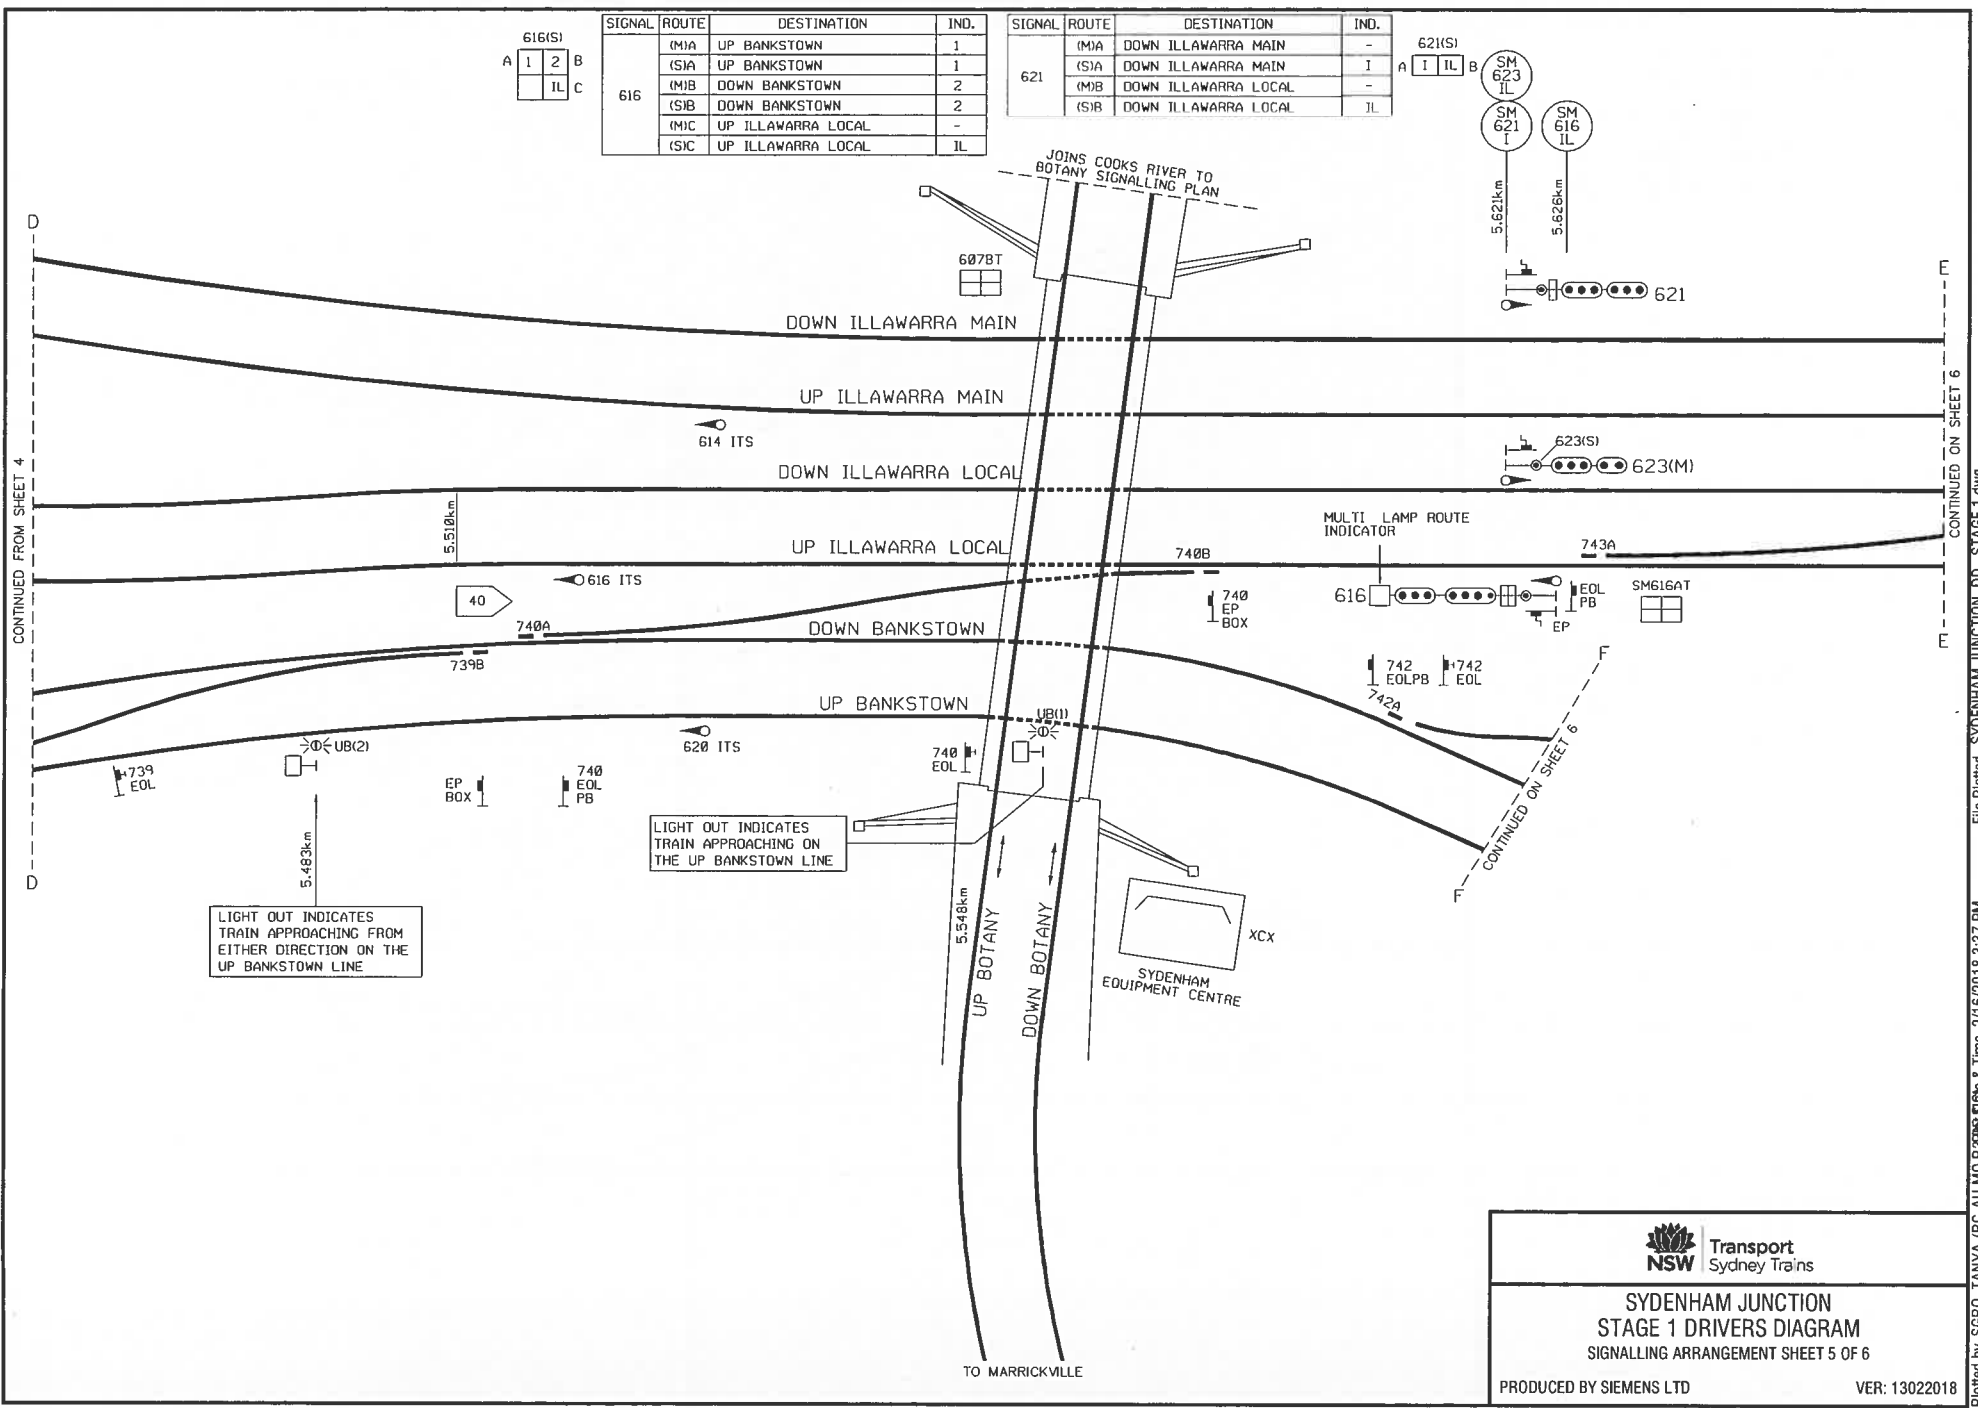 616(S)
A 1 2 B
IL C
SIGNAL ROUTE DESTINATION IND.
616
(M)A UP BANKSTOWN 1
(S)A UP BANKSTOWN 1
(M)B DOWN BANKSTOWN 2
(S)B DOWN BANKSTOWN 2
(M)C UP ILLAWARRA LOCAL -
(S)C UP ILLAWARRA LOCAL IL
SIGNAL ROUTE DESTINATION IND.
621
(M)A DOWN ILLAWARRA MAIN -
(S)A DOWN ILLAWARRA MAIN I
(M)B DOWN ILLAWARRA LOCAL -
(S)B DOWN ILLAWARRA LOCAL IL
621(S)
A I IL B
SM
623
IL
SM
621
I
SM
616
IL
5.621km
5.626km
JOINS COOKS RIVER TO
BOTANY SIGNALLING PLAN
D
607BT
621
E
DOWN ILLAWARRA MAIN
UP ILLAWARRA MAIN
614 ITS
623(S)
623(M)
DOWN ILLAWARRA LOCAL
CONTINUED FROM SHEET 4
CONTINUED ON SHEET 6
5.510km
MULTI LAMP ROUTE
INDICATOR
UP ILLAWARRA LOCAL
740B
743A
616 ITS
40
740
EP
BOX
616
EOL
PB
EP
SM616AT
740A
DOWN BANKSTOWN
739B
E
F
742
EOLPB
742
EOL
742A
UP BANKSTOWN
UB(1)
UB(2)
620 ITS
740
EOL
739
EOL
EP
BOX
740
EOL
PB
CONTINUED ON SHEET 6
LIGHT OUT INDICATES
TRAIN APPROACHING ON
THE UP BANKSTOWN LINE
5.483km
D
F
LIGHT OUT INDICATES
TRAIN APPROACHING FROM
EITHER DIRECTION ON THE
UP BANKSTOWN LINE
5.548km
UP BOTANY
DOWN BOTANY
XCX
SYDENHAM
EQUIPMENT CENTRE
TO MARRICKVILLE
NSW
Transport
Sydney Trains
SYDENHAM JUNCTION
STAGE 1 DRIVERS DIAGRAM
SIGNALLING ARRANGEMENT SHEET 5 OF 6
PRODUCED BY SIEMENS LTD VER: 13022018